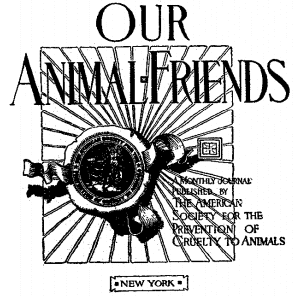 OUR
ANIMAL-FRIENDS
A MONTHLY JOURNAL
PUBLISHED BY
THE AMERICAN
SOCIETY FOR THE
PREVENTION OF
CRUELTY TO ANIMALS
NEW YORK